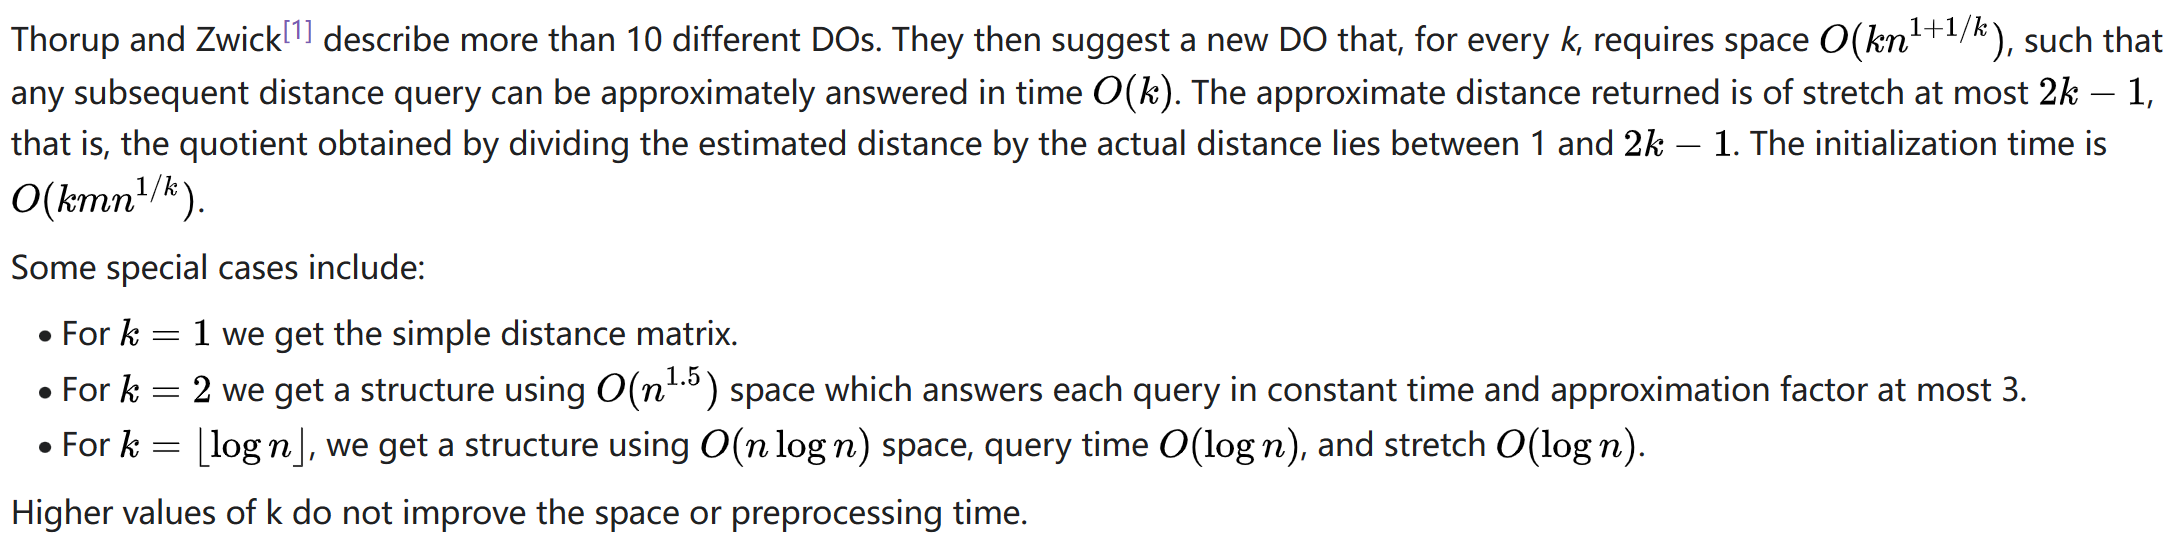 Thorup and Zwick[1] describe more than 10 different DOs. They then suggest a new DO that, for every k, requires space O(kn^{1+1/k}), such that
any subsequent distance query can be approximately answered in time O(k). The approximate distance returned is of stretch at most 2k − 1,
that is, the quotient obtained by dividing the estimated distance by the actual distance lies between 1 and 2k − 1. The initialization time is
O(kmn^{1/k}).
Some special cases include:
• For k = 1 we get the simple distance matrix.
• For k = 2 we get a structure using O(n^{1.5}) space which answers each query in constant time and approximation factor at most 3.
• For k = ⌊log n⌋, we get a structure using O(n log n) space, query time O(log n), and stretch O(log n).
Higher values of k do not improve the space or preprocessing time.